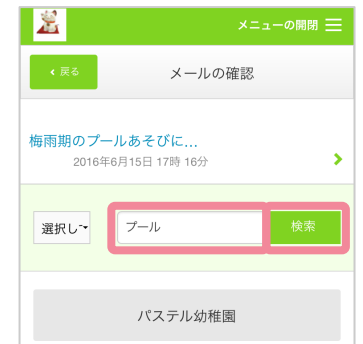 メニューの開閉
戻る
メールの確認
梅雨期のプールあそびに...
2016年6月15日 17時 16分
選択し
プール
検索
パステル幼稚園